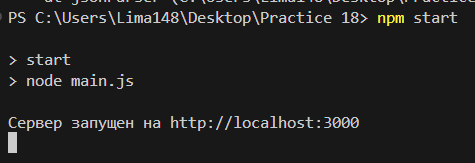 PS C:\Users\Lima148\Desktop\Practice 18> npm start
> start
> node main.js
Сервер запущен на http://localhost:3000